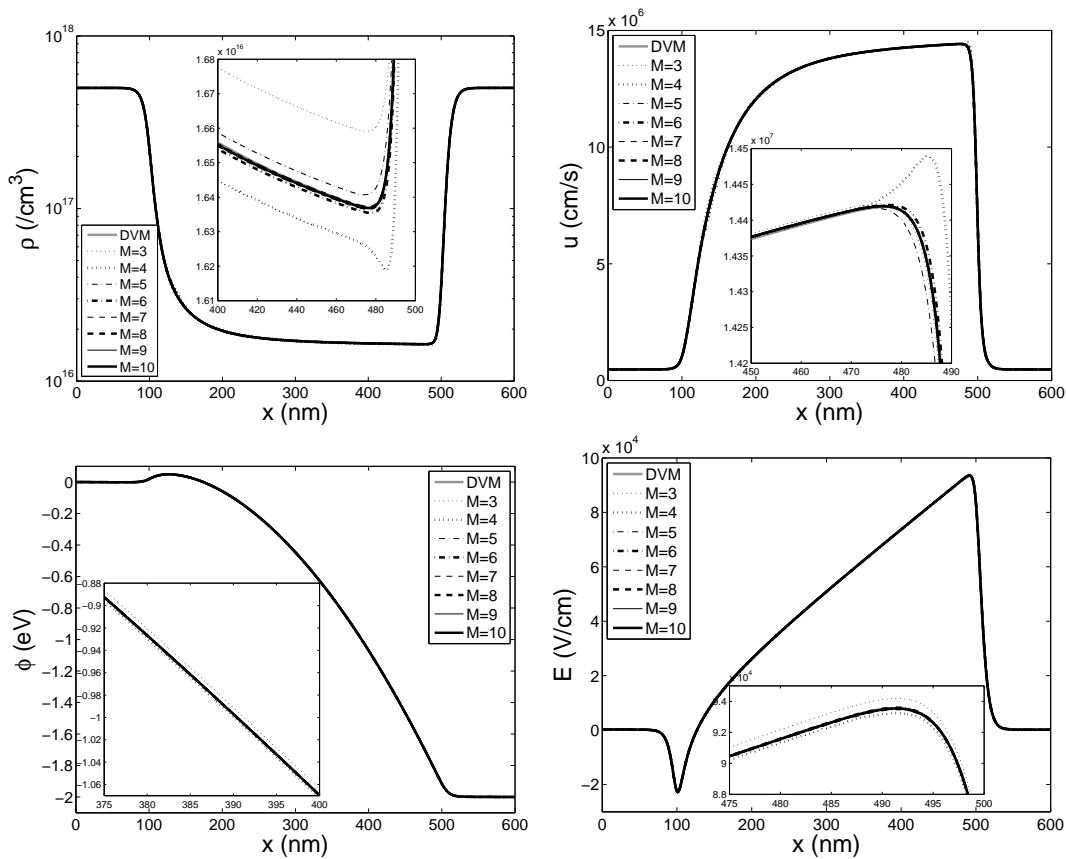 10^18
10^17
10^16
ρ (/cm^3)
0 100 200 300 400 500 600
x (nm)
DVM
M=3
M=4
M=5
M=6
M=7
M=8
M=9
M=10
x 10^16
1.68
1.67
1.66
1.65
1.64
1.63
1.62
1.61
400 420 440 460 480 500
x 10^6
15
10
5
0
u (cm/s)
0 100 200 300 400 500 600
x (nm)
DVM
M=3
M=4
M=5
M=6
M=7
M=8
M=9
M=10
x 10^7
1.45
1.445
1.44
1.435
1.43
1.425
1.42
450 460 470 480 490
0
−0.2
−0.4
−0.6
−0.8
−1
−1.2
−1.4
−1.6
−1.8
−2
ϕ (eV)
0 100 200 300 400 500 600
x (nm)
DVM
M=3
M=4
M=5
M=6
M=7
M=8
M=9
M=10
−0.88
−0.9
−0.92
−0.94
−0.96
−0.98
−1
−1.02
−1.04
−1.06
375 380 385 390 395 400
x 10^4
10
8
6
4
2
0
−2
E (V/cm)
0 100 200 300 400 500 600
x (nm)
DVM
M=3
M=4
M=5
M=6
M=7
M=8
M=9
M=10
x 10^4
9.4
9.2
9
8.8
475 480 485 490 495 500